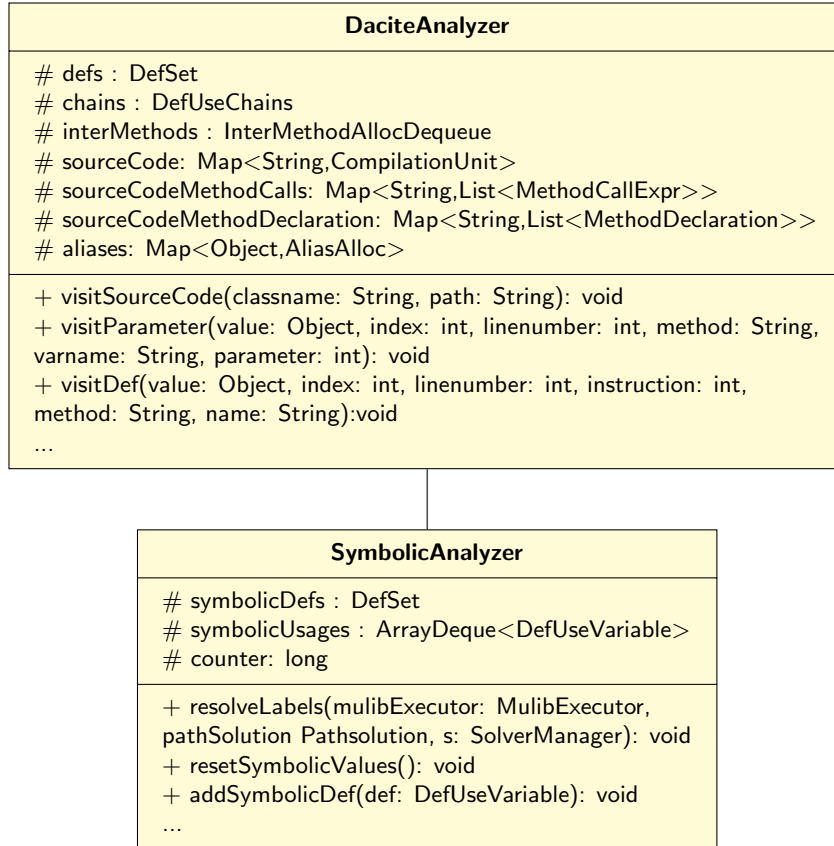 DaciteAnalyzer
# defs : DefSet
# chains : DefUseChains
# interMethods : InterMethodAllocDequeue
# sourceCode: Map<String,CompilationUnit>
# sourceCodeMethodCalls: Map<String,List<MethodCallExpr>>
# sourceCodeMethodDeclaration: Map<String,List<MethodDeclaration>>
# aliases: Map<Object,AliasAlloc>
+ visitSourceCode(classname: String, path: String): void
+ visitParameter(value: Object, index: int, linenumber: int, method: String,
varname: String, parameter: int): void
+ visitDef(value: Object, index: int, linenumber: int, instruction: int,
method: String, name: String):void
...
SymbolicAnalyzer
# symbolicDefs : DefSet
# symbolicUsages : ArrayDeque<DefUseVariable>
# counter: long
+ resolveLabels(mulibExecutor: MulibExecutor,
pathSolution Pathsolution, s: SolverManager): void
+ resetSymbolicValues(): void
+ addSymbolicDef(def: DefUseVariable): void
...